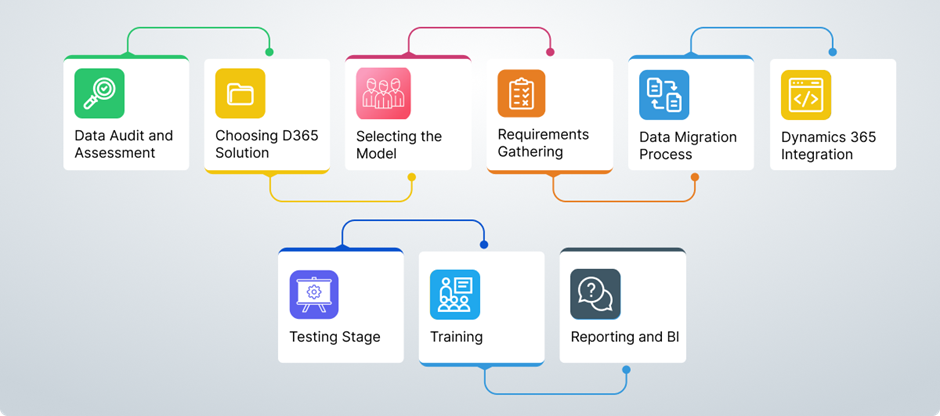 Data Audit and
Assessment
Choosing D365
Solution
Selecting the
Model
Requirements
Gathering
Data Migration
Process
Dynamics 365
Integration
Testing Stage
Training
Reporting and BI